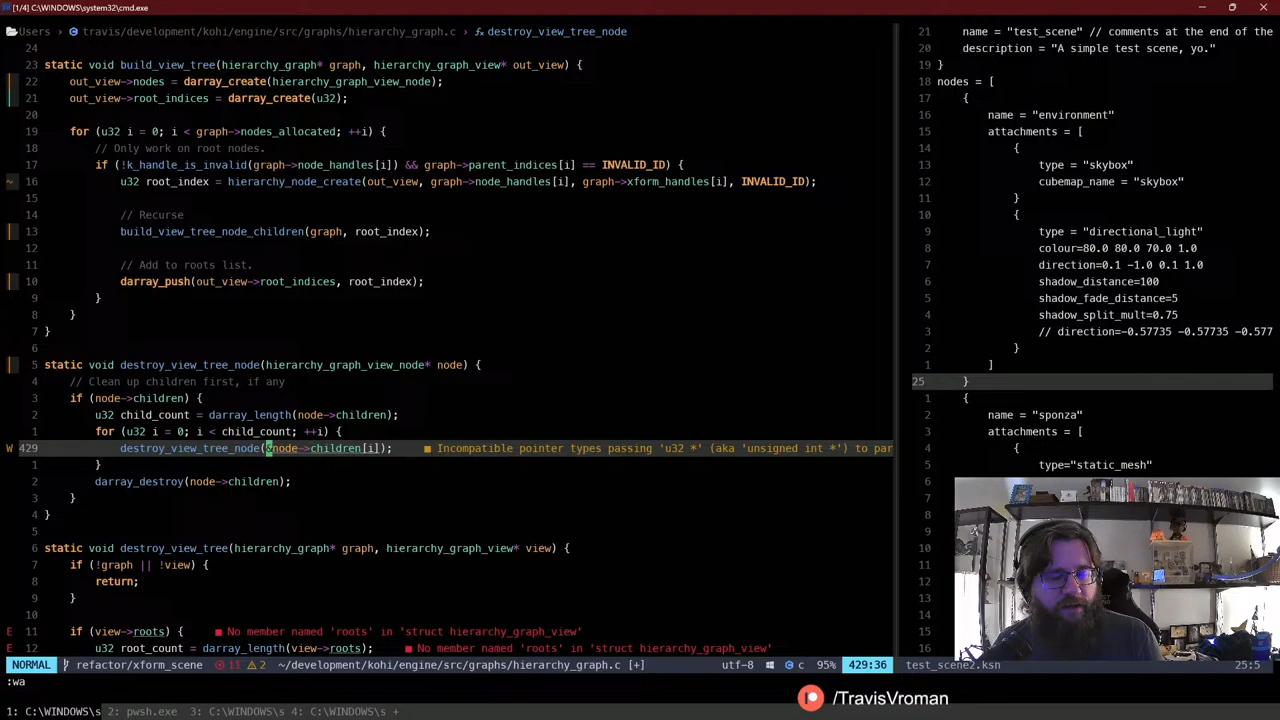 [1/4] C:\WINDOWS\system32\cmd.exe
Users > travis/development/kohi/engine/src/graphs/hierarchy_graph.c > destroy_view_tree_node
24
23 static void build_view_tree(hierarchy_graph* graph, hierarchy_graph_view* out_view) {
22 out_view->nodes = darray_create(hierarchy_graph_view_node);
21 out_view->root_indices = darray_create(u32);
20
19 for (u32 i = 0; i < graph->nodes_allocated; ++i) {
18 // Only work on root nodes.
17 if (!k_handle_is_invalid(graph->node_handles[i]) && graph->parent_indices[i] == INVALID_ID) {
~ 16 u32 root_index = hierarchy_node_create(out_view, graph->node_handles[i], graph->xform_handles[i], INVALID_ID);
15
14 // Recurse
13 build_view_tree_node_children(graph, root_index);
12
11 // Add to roots list.
10 darray_push(out_view->root_indices, root_index);
9 }
8 }
7 }
6
5 static void destroy_view_tree_node(hierarchy_graph_view_node* node) {
4 // Clean up children first, if any
3 if (node->children) {
2 u32 child_count = darray_length(node->children);
1 for (u32 i = 0; i < child_count; ++i) {
W 429 destroy_view_tree_node(&node->children[i]); ■ Incompatible pointer types passing 'u32 *' (aka 'unsigned int *') to par
1 }
2 darray_destroy(node->children);
3 }
4 }
5
6 static void destroy_view_tree(hierarchy_graph* graph, hierarchy_graph_view* view) {
7 if (!graph || !view) {
8 return;
9 }
10
E 11 if (view->roots) { ■ No member named 'roots' in 'struct hierarchy_graph_view'
E 12 u32 root_count = darray_length(view->roots); ■ No member named 'roots' in 'struct hierarchy_graph_view'
NORMAL refactor/xform_scene 11 2 ~/development/kohi/engine/src/graphs/hierarchy_graph.c [+] utf-8 c 95% 429:36
:wa
1: C:\WINDOWS\s 2: pwsh.exe 3: C:\WINDOWS\s 4: C:\WINDOWS\s +
21 name = "test_scene" // comments at the end of the
20 description = "A simple test scene, yo."
19 }
18 nodes = [
17 {
16 name = "environment"
15 attachments = [
14 {
13 type = "skybox"
12 cubemap_name = "skybox"
11 }
10 {
9 type = "directional_light"
8 colour=80.0 80.0 70.0 1.0
7 direction=0.1 -1.0 0.1 1.0
6 shadow_distance=100
5 shadow_fade_distance=5
4 shadow_split_mult=0.75
3 // direction=-0.57735 -0.57735 -0.577
2 }
1 ]
25 }
1 {
2 name = "sponza"
3 attachments = [
4 {
5 type="static_mesh"
6
7
8
9
10
11
12
13
14
15
16
test_scene2.ksn 25:5
/TravisVroman